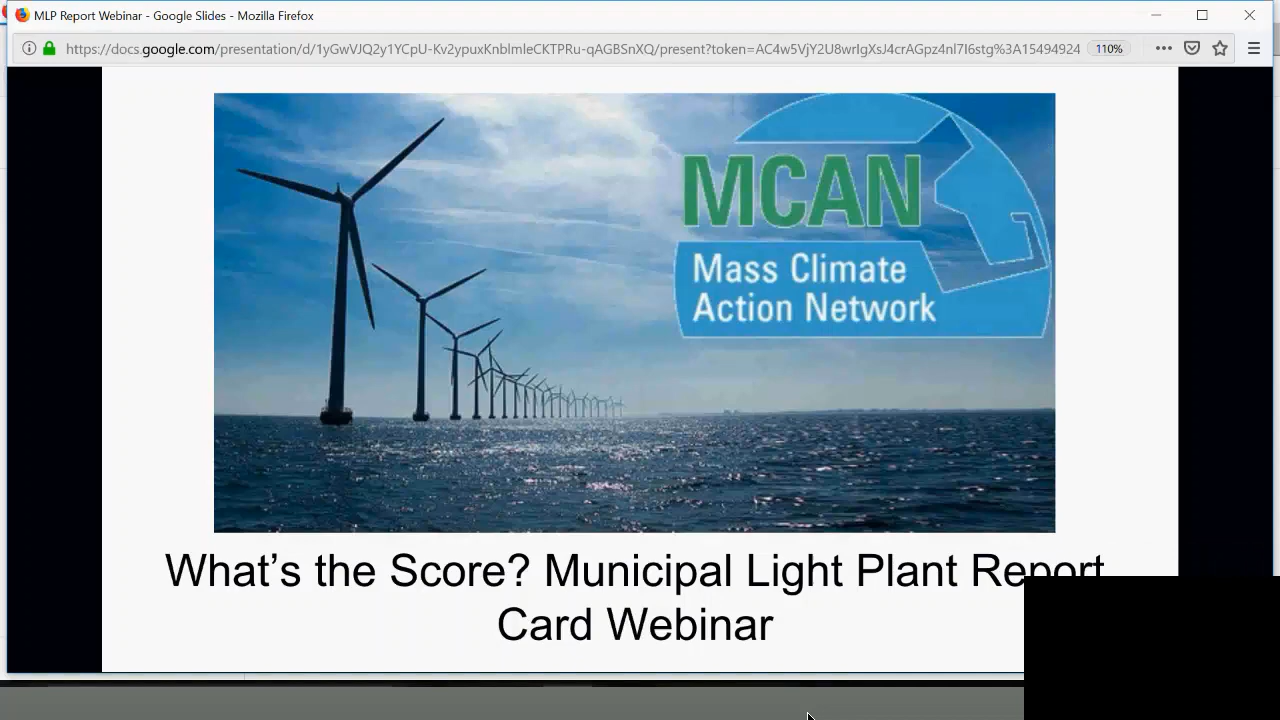 MLP Report Webinar - Google Slides - Mozilla Firefox
https://docs.google.com/presentation/d/1yGwVJQ2y1YCpU-Kv2ypuxKnblmleCKTPRu-qAGBSnXQ/present?token=AC4w5VjY2U8wrIgXsJ4crAGpz4nl7I6stg%3A15494924
110%
MCAN
Mass Climate
Action Network
What's the Score? Municipal Light Plant Report
Card Webinar